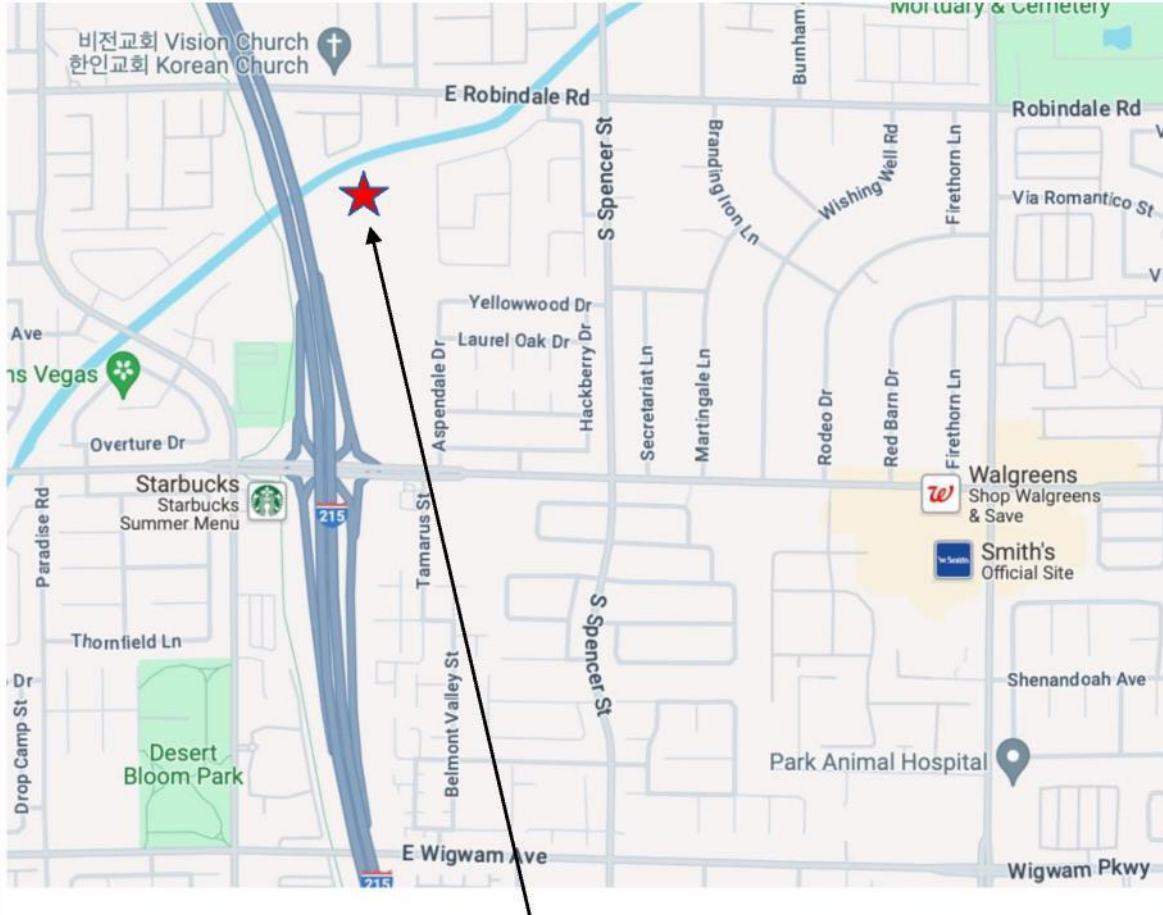 Mortuary & Cemetery
비전교회 Vision Church
한인교회 Korean Church
Burnham
E Robindale Rd
Robindale Rd
S Spencer St
Branding Iron Ln
Wishing Well Rd
Firethorn Ln
Via Romantico St
V
V
Yellowwood Dr
Ave
Laurel Oak Dr
Hackberry Dr
Aspendale Dr
Secretariat Ln
Martingale Ln
Rodeo Dr
Red Barn Dr
Firethorn Ln
ns Vegas
Overture Dr
Starbucks
Starbucks
Summer Menu
215
Walgreens
Shop Walgreens
& Save
Smith's
Official Site
Paradise Rd
Tamarus St
S Spencer St
Thornfield Ln
Dr
Drop Camp St
Belmont Valley St
Shenandoah Ave
Desert
Bloom Park
Park Animal Hospital
E Wigwam Ave
Wigwam Pkwy
215